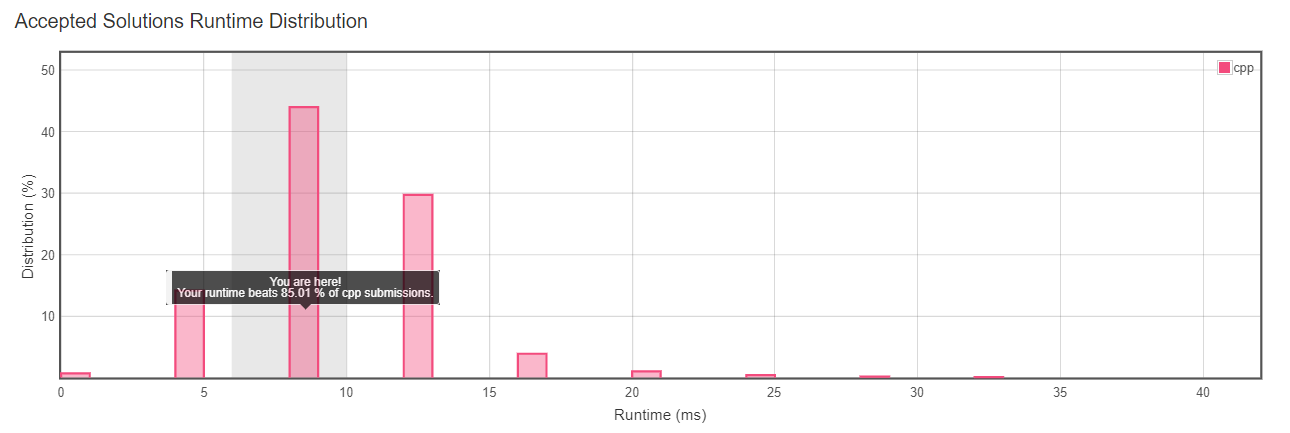 Accepted Solutions Runtime Distribution
cpp
50
40
30
20
10
Distribution (%)
You are here!
Your runtime beats 85.01 % of cpp submissions.
0 5 10 15 20 25 30 35 40
Runtime (ms)